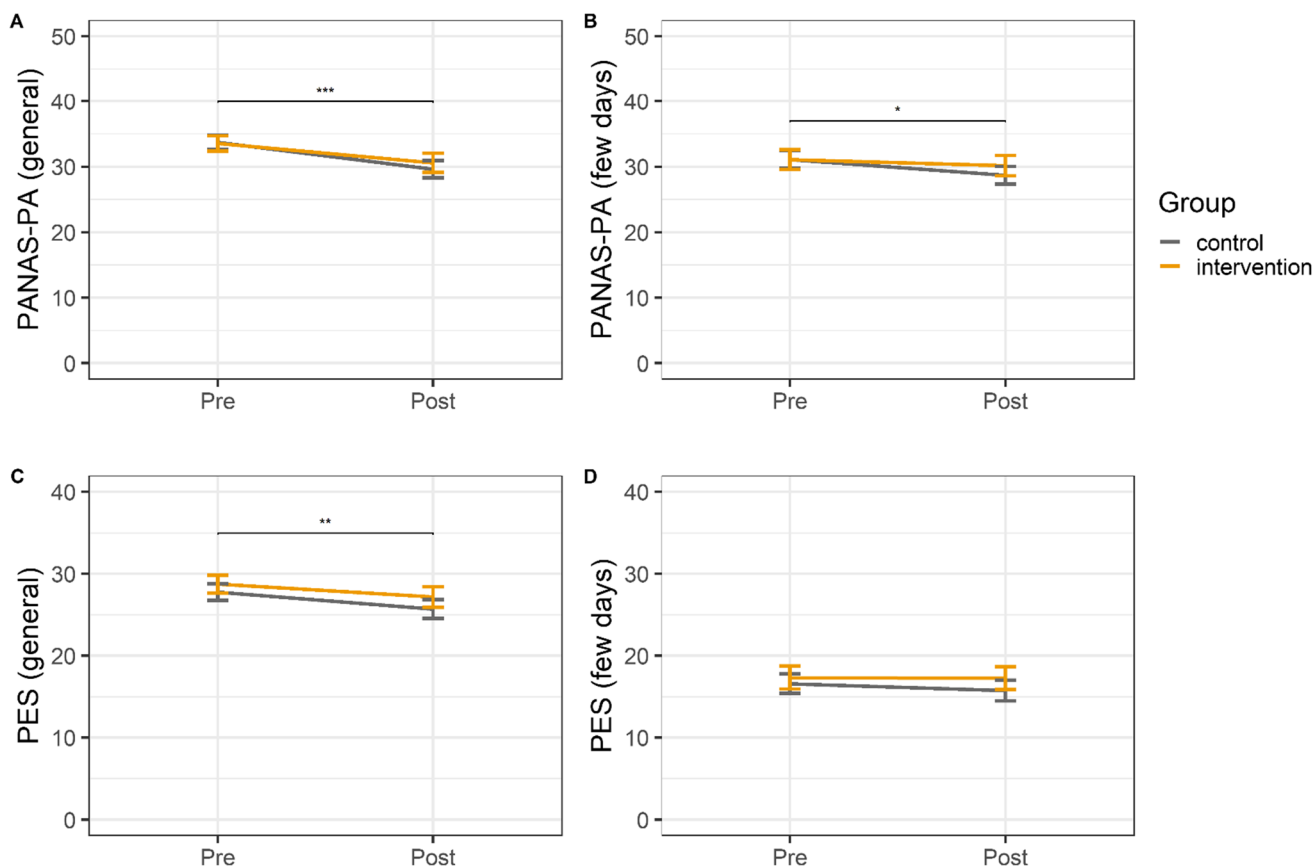 A
PANAS-PA (general)
50
40
30
20
10
0
***
Pre
Post
B
PANAS-PA (few days)
50
40
30
20
10
0
*
Pre
Post
Group
control
intervention
C
PES (general)
40
30
20
10
0
**
Pre
Post
D
PES (few days)
40
30
20
10
0
Pre
Post